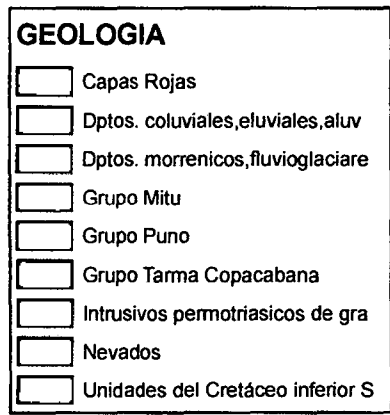 GEOLOGIA
Capas Rojas
Dptos. coluviales,eluviales,aluv
Dptos. morrenicos,fluvioglaciare
Grupo Mitu
Grupo Puno
Grupo Tarma Copacabana
Intrusivos permotriasicos de gra
Nevados
Unidades del Cretáceo inferior S